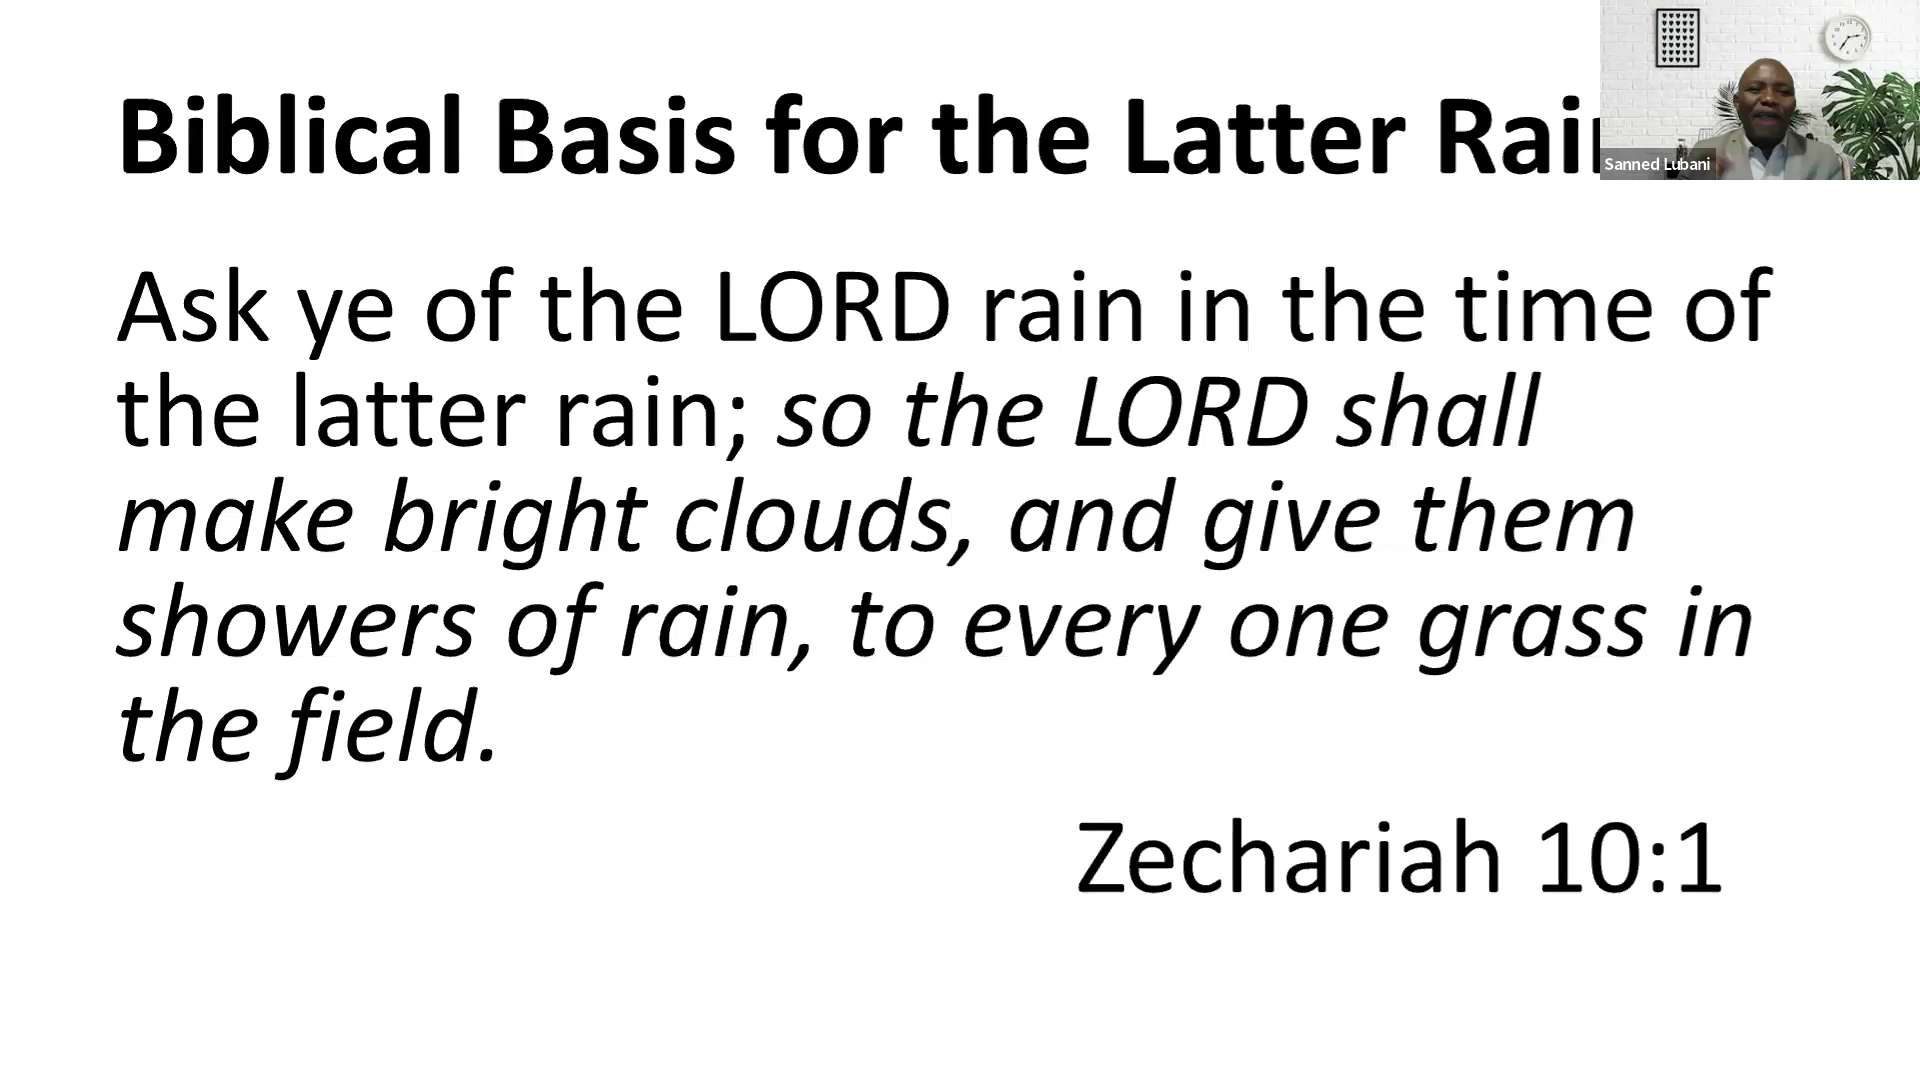 Biblical Basis for the Latter Rai
Sanned Lubani
Ask ye of the LORD rain in the time of
the latter rain; so the LORD shall
make bright clouds, and give them
showers of rain, to every one grass in
the field.
Zechariah 10:1